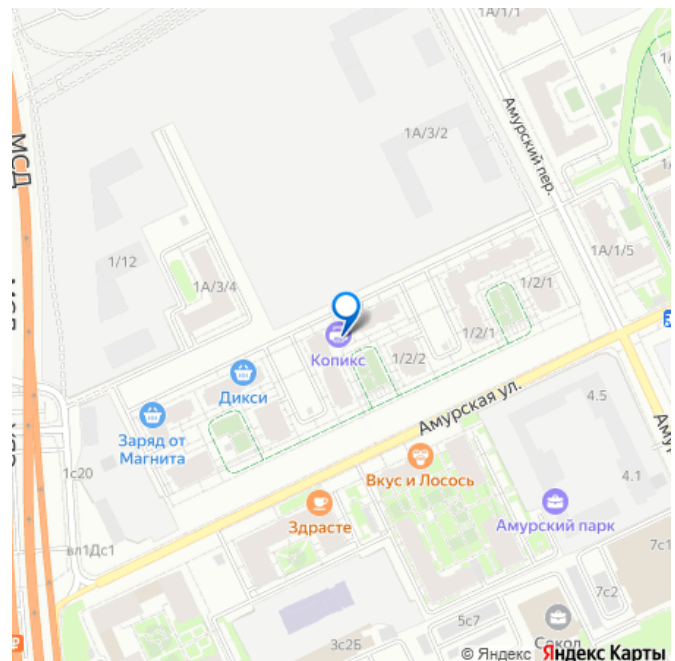 1А/1/1
Амурский пер.
1А/3/2
МСД
1А/1/5
1/12
1А/3/4
1/2/1
1/2/1
Копикс
1/2/2
Дикси
Амурская ул.
4.5
Заряд от
Магнита
1с20
Вкус и Лосось
4.1
Здрасте
Амурский парк
вл1Дс1
7с1
7с2
5с7
3с2Б
Сокол
© Яндекс Яндекс Карты